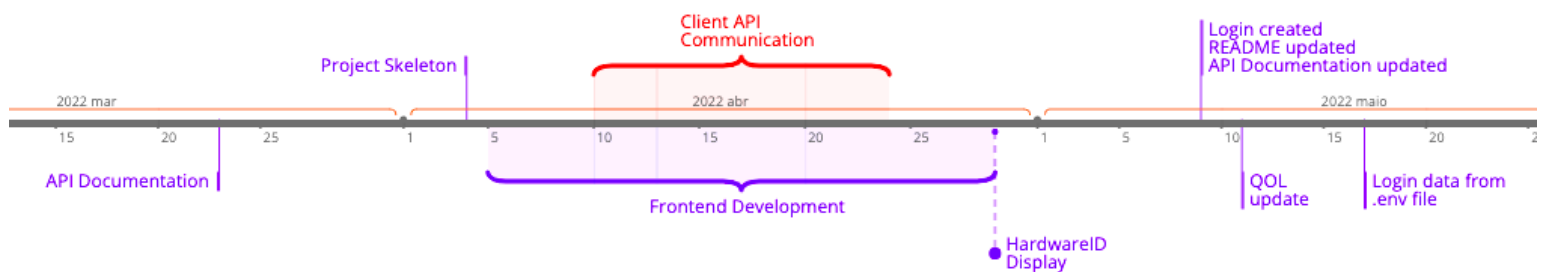 Client API
Communication
Login created
README updated
API Documentation updated
Project Skeleton
2022 mar
2022 abr
2022 maio
15
20
25
1
5
10
15
20
25
1
5
10
15
20
API Documentation
Frontend Development
QOL
update
Login data from
.env file
HardwareID
Display